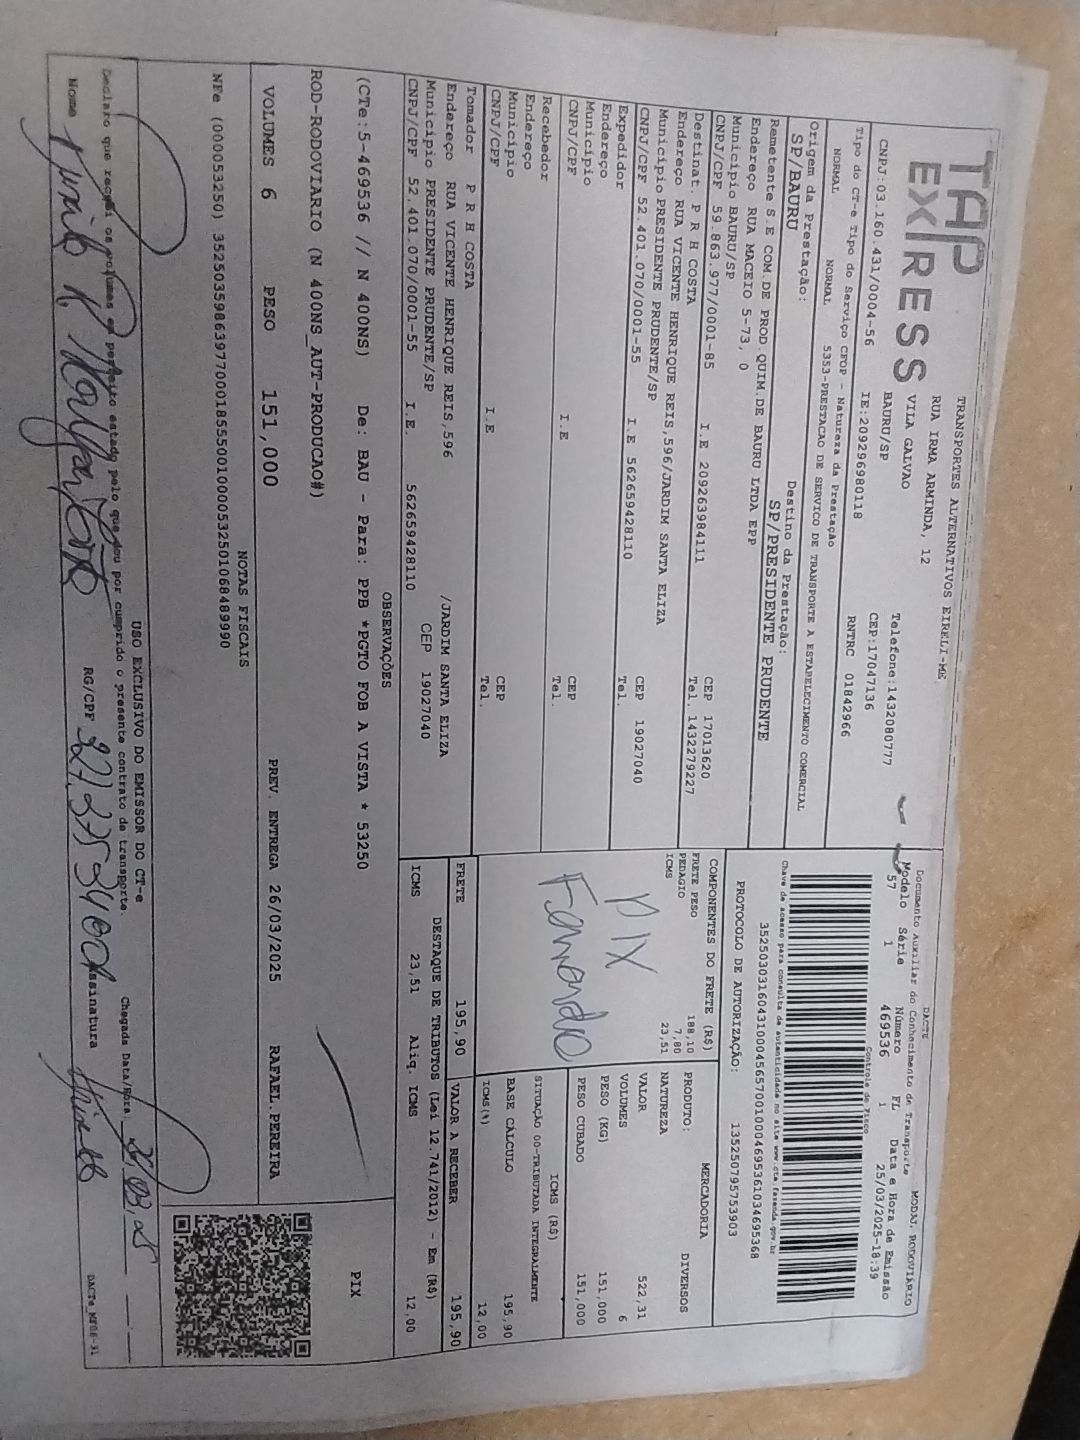 TAP
EXPRESS
TRANSPORTES ALTERNATIVOS EIRELI-ME
RUA IRMA ARMINDA, 12
VILA GALVAO Telefone:1432080777
BAURU/SP CEP:17047136
CNPJ:03.160.431/0004-56 IE:209296980118 RNTRC 01842966
Tipo do CT-e Tipo do Serviço CFOP - Natureza da Prestação
NORMAL NORMAL 5353-PRESTACAO DE SERVICO DE TRANSPORTE A ESTABELECIMENTO COMERCIAL
Origem da Prestação: Destino da Prestação:
SP/BAURU SP/PRESIDENTE PRUDENTE
Remetente S.E COM.DE PROD.QUIM.DE BAURU LTDA EPP
Endereço RUA MACEIO 5-73, 0
Município BAURU/SP CEP 17013620
CNPJ/CPF 59.863.977/0001-85 I.E 209263984111 Tel. 1432279227
Destinat. P R H COSTA
Endereço RUA VICENTE HENRIQUE REIS,596/JARDIM SANTA ELIZA
Município PRESIDENTE PRUDENTE/SP CEP 19027040
CNPJ/CPF 52.401.070/0001-55 I.E 562659428110 Tel.
Expedidor
Endereço
Município CEP
CNPJ/CPF I.E Tel.
Recebedor
Endereço
Município CEP
CNPJ/CPF I.E Tel.
Tomador P R H COSTA
Endereço RUA VICENTE HENRIQUE REIS,596 /JARDIM SANTA ELIZA
Município PRESIDENTE PRUDENTE/SP CEP 19027040
CNPJ/CPF 52.401.070/0001-55 I.E. 562659428110
DACTE
Documento Auxiliar do Conhecimento de Transporte MODAL RODOVIÁRIO
Modelo Série Número FL Data e Hora de Emissão
57 1 469536 1 25/03/2025-18:39
Controle do Fisco
Chave de acesso para consulta de autenticidade no site www.cte.fazenda.gov.br
35250303160431000456570010004695361034695368
PROTOCOLO DE AUTORIZAÇÃO: 135250795753903
COMPONENTES DO FRETE (R$)
FRETE PESO 188,10
PEDAGIO 7,80
ICMS 23,51
PIX
Fernando
MERCADORIA
PRODUTO: DIVERSOS
NATUREZA
VALOR 522,31
VOLUMES 6
PESO (KG) 151,000
PESO CUBADO 151,000
ICMS (R$)
SITUAÇÃO 00-TRIBUTADA INTEGRALMENTE
BASE CÁLCULO 195,90
ICMS(%) 12,00
FRETE 195,90 VALOR A RECEBER 195,90
DESTAQUE DE TRIBUTOS (Lei 12.741/2012) - Em (R$)
ICMS 23,51 Aliq. ICMS 12,00
OBSERVAÇÕES
(CTe:5-469536 // N 400NS) De: BAU - Para: PPB *PGTO FOB A VISTA * 53250
PIX
ROD-RODOVIARIO (N 400NS_AUT-PRODUCAO#)
VOLUMES 6 PESO 151,000 PREV. ENTREGA 26/03/2025 RAFAEL.PEREIRA
NOTAS FISCAIS
NFe (000053250) 35250359863977000185550010000532501068489990
USO EXCLUSIVO DO EMISSOR DO CT-e
Declaro que recebi os volumes em perfeito estado pelo que dou por cumprido o presente contrato de transporte. Chegada Data/Hora
Nome RG/CPF Assinatura
DACTe_MT06-31